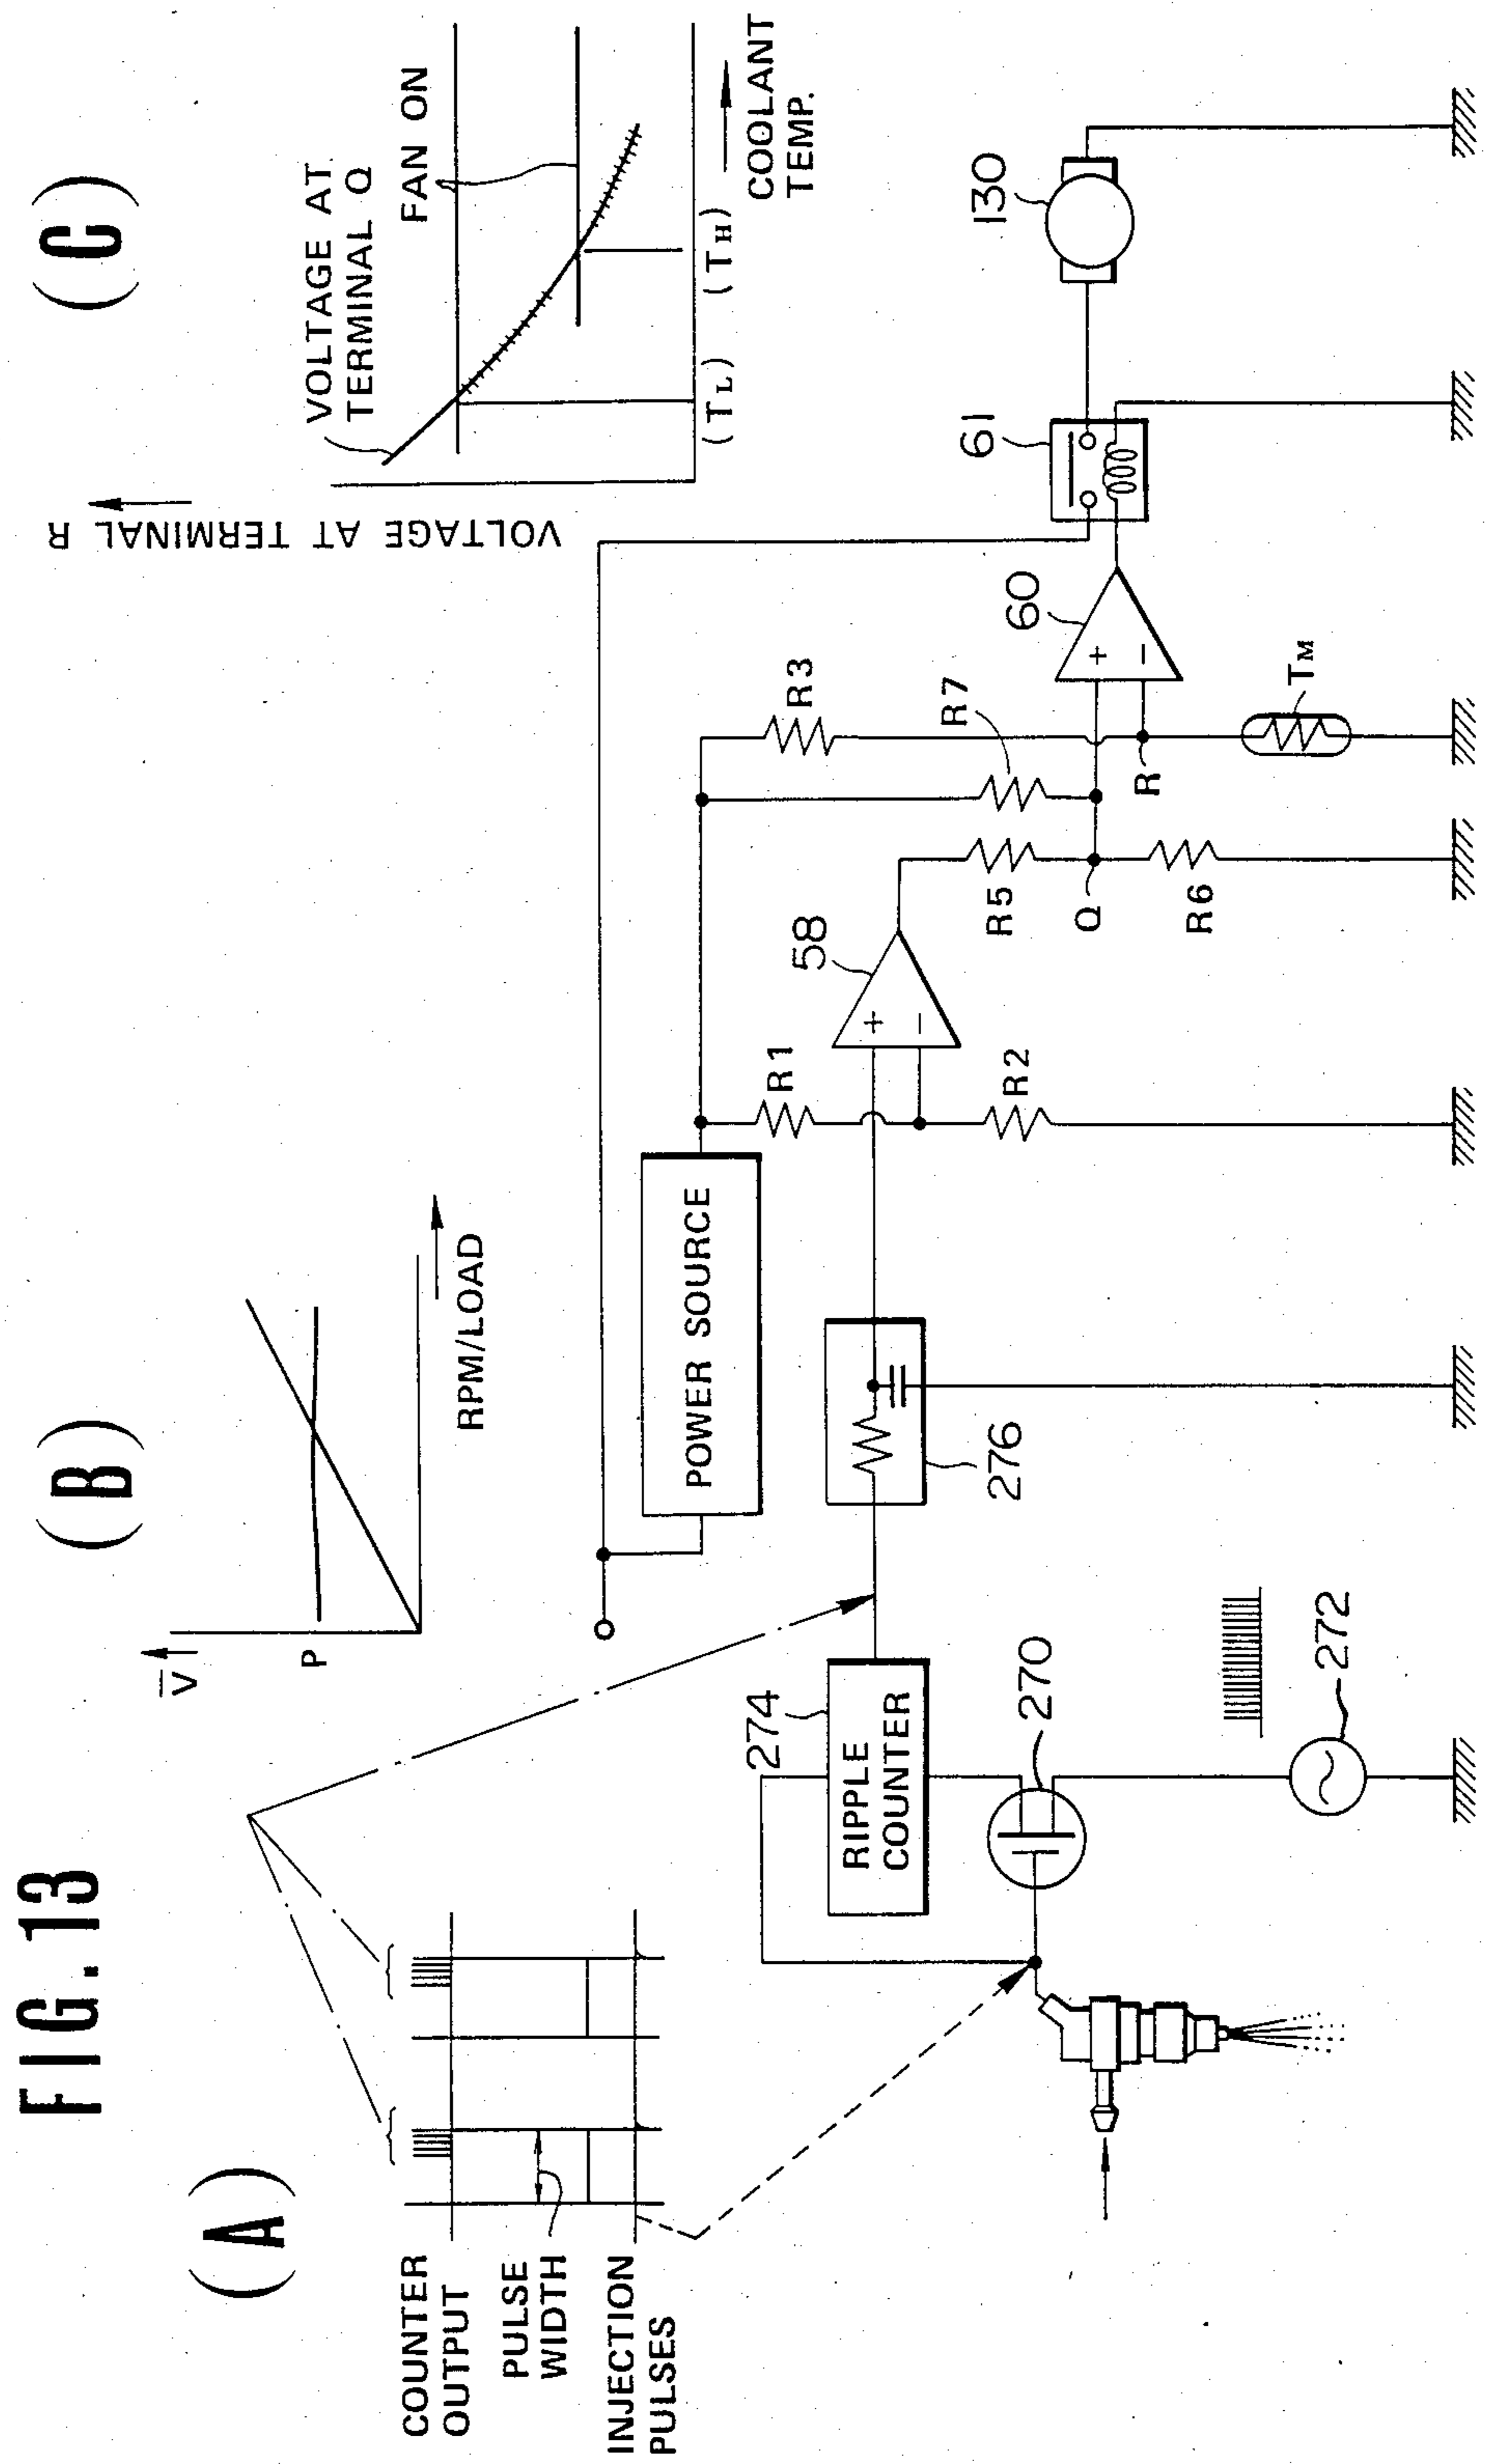 FIG.13
(A)
COUNTER
OUTPUT
PULSE
WIDTH
INJECTION
PULSES
(B)
V̅
P
RPM/LOAD
(C)
VOLTAGE AT TERMINAL R
VOLTAGE AT
TERMINAL Q
FAN ON
(TL)
(TH)
COOLANT
TEMP.
POWER SOURCE
274
RIPPLE
COUNTER
270
272
276
R1
R2
58
+
−
R5
Q
R6
R7
R3
R
TM
60
+
−
61
130